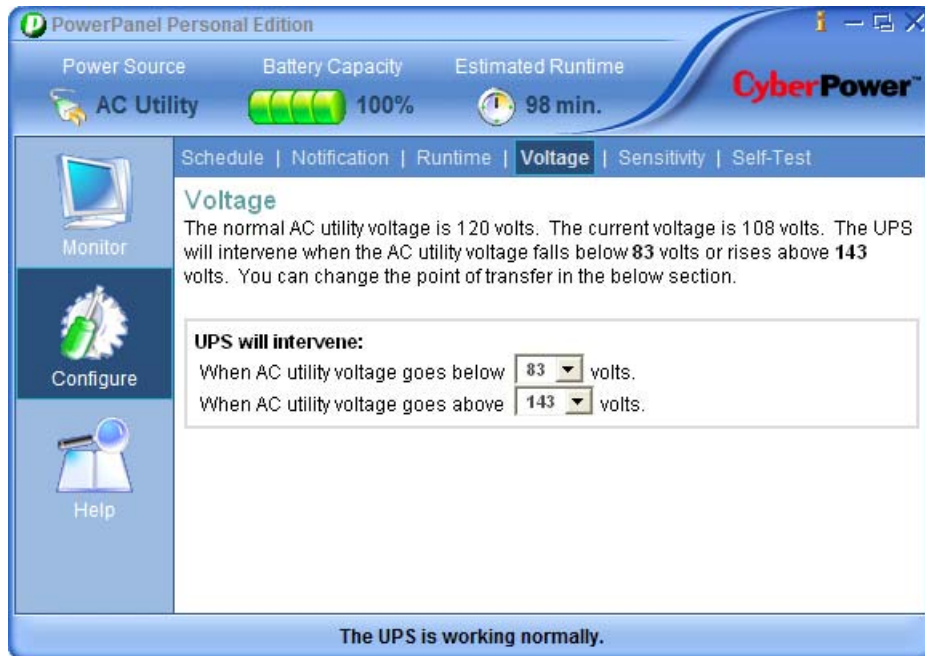 PowerPanel Personal Edition
Power Source Battery Capacity Estimated Runtime
AC Utility 100% 98 min.
CyberPower™
Schedule | Notification | Runtime | Voltage | Sensitivity | Self-Test
Monitor
Configure
Help
Voltage
The normal AC utility voltage is 120 volts. The current voltage is 108 volts. The UPS
will intervene when the AC utility voltage falls below 83 volts or rises above 143
volts. You can change the point of transfer in the below section.
UPS will intervene:
When AC utility voltage goes below 83 volts.
When AC utility voltage goes above 143 volts.
The UPS is working normally.